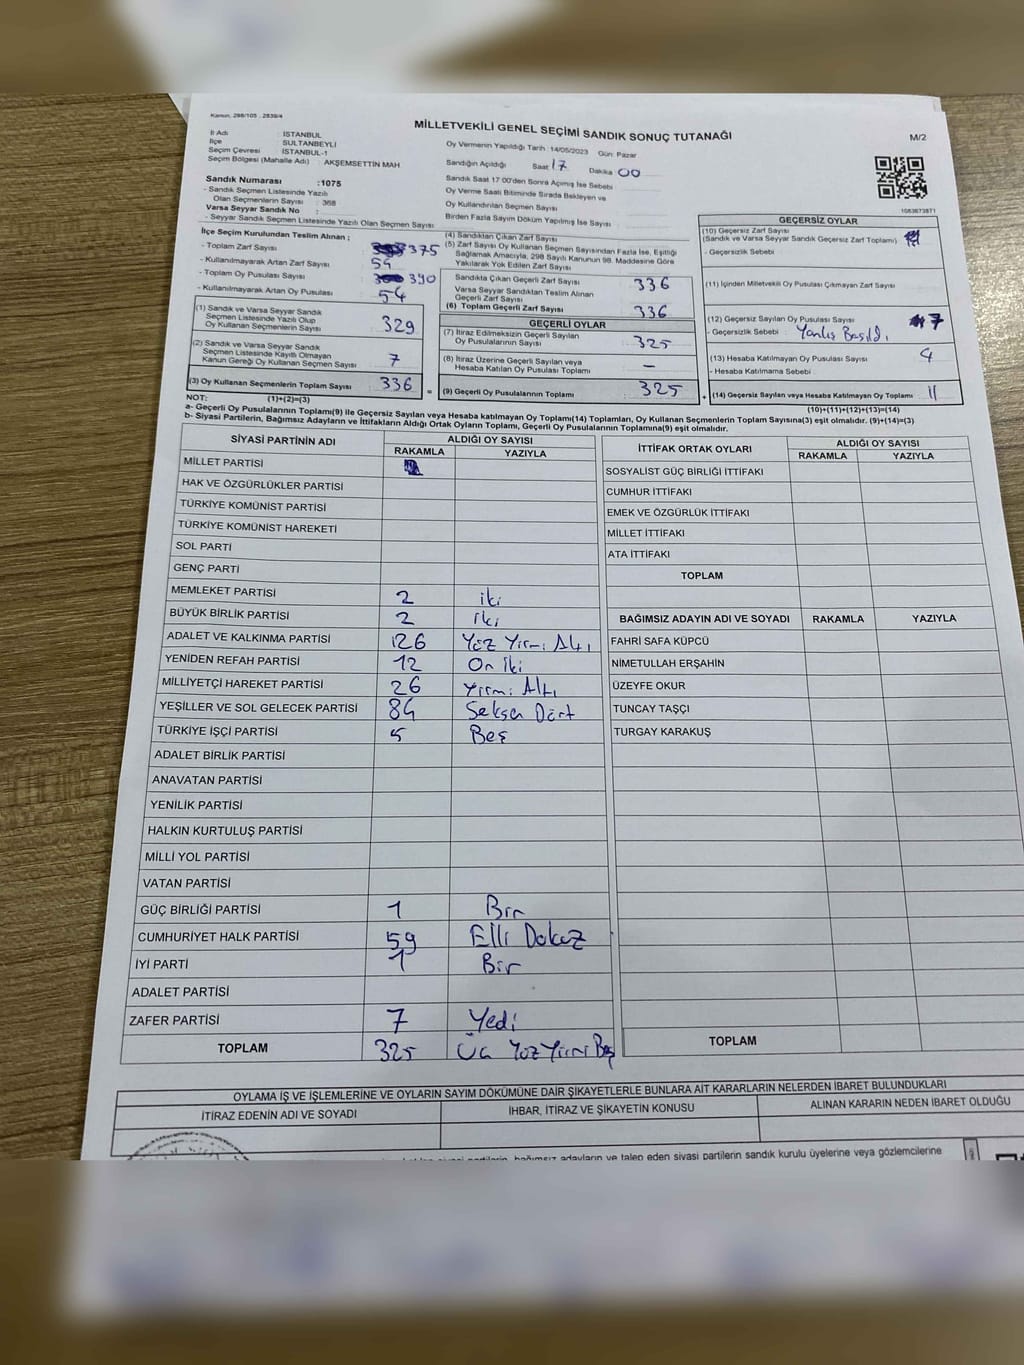 Kanun, 298/105 . 2839/4
MİLLETVEKİLİ GENEL SEÇİMİ SANDIK SONUÇ TUTANAĞI
M/2
İl Adı : İSTANBUL
İlçe SULTANBEYLİ
Seçim Çevresi İSTANBUL-1
Seçim Bölgesi (Mahalle Adı) : AKŞEMSETTİN MAH
Oy Vermenin Yapıldığı Tarih : 14/05/2023 Gün: Pazar
Sandığın Açıldığı Saat 17 Dakika 00
Sandık Numarası :1075
- Sandık Seçmen Listesinde Yazılı
Olan Seçmenlerin Sayısı : 368
Varsa Seyyar Sandık No :
- Seyyar Sandık Seçmen Listesinde Yazılı Olan Seçmen Sayısı
Sandık Saat 17:00'den Sonra Açılmış İse Sebebi
Oy Verme Saati Bitiminde Sırada Bekleyen ve
Oy Kullandırılan Seçmen Sayısı
Birden Fazla Sayım Döküm Yapılmış İse Sayısı :
1083873871
İlçe Seçim Kurulundan Teslim Alınan ;
- Toplam Zarf Sayısı 375
- Kullanılmayarak Artan Zarf Sayısı 54
- Toplam Oy Pusulası Sayısı 390
- Kullanılmayarak Artan Oy Pusulası 54
(4) Sandıktan Çıkan Zarf Sayısı
(5) Zarf Sayısı Oy Kullanan Seçmen Sayısından Fazla İse, Eşitliği
Sağlamak Amacıyla, 298 Sayılı Kanunun 98. Maddesine Göre
Yakılarak Yok Edilen Zarf Sayısı
Sandıkta Çıkan Geçerli Zarf Sayısı 336
Varsa Seyyar Sandıktan Teslim Alınan
Geçerli Zarf Sayısı
(6) Toplam Geçerli Zarf Sayısı 336
GEÇERSİZ OYLAR
(10) Geçersiz Zarf Sayısı
(Sandık ve Varsa Seyyar Sandık Geçersiz Zarf Toplamı)
- Geçersizlik Sebebi
(11) İçinden Milletvekili Oy Pusulası Çıkmayan Zarf Sayısı
(12) Geçersiz Sayılan Oy Pusulası Sayısı 7
- Geçersizlik Sebebi : Yanlış Basıldı
(13) Hesaba Katılmayan Oy Pusulası Sayısı 4
- Hesaba Katılmama Sebebi :
(14) Geçersiz Sayılan veya Hesaba Katılmayan Oy Toplamı 11
(10)+(11)+(12)+(13)=(14)
(1) Sandık ve Varsa Seyyar Sandık
Seçmen Listesinde Yazılı Olup
Oy Kullanan Seçmenlerin Sayısı 329
(2) Sandık ve Varsa Seyyar Sandık
Seçmen Listesinde Kayıtlı Olmayan
Kanun Gereği Oy Kullanan Seçmen Sayısı 7
(3) Oy Kullanan Seçmenlerin Toplam Sayısı 336
GEÇERLİ OYLAR
(7) İtiraz Edilmeksizin Geçerli Sayılan
Oy Pusulalarının Sayısı 325
(8) İtiraz Üzerine Geçerli Sayılan veya
Hesaba Katılan Oy Pusulası Toplamı –
(9) Geçerli Oy Pusulalarının Toplamı 325
NOT: (1)+(2)=(3)
a- Geçerli Oy Pusulalarının Toplamı(9) ile Geçersiz Sayılan veya Hesaba katılmayan Oy Toplamı(14) Toplamları, Oy Kullanan Seçmenlerin Toplam Sayısına(3) eşit olmalıdır. (9)+(14)=(3)
b- Siyasi Partilerin, Bağımsız Adayların ve İttifakların Aldığı Ortak Oyların Toplamı, Geçerli Oy Pusulalarının Toplamına(9) eşit olmalıdır.
SİYASİ PARTİNİN ADI ALDIĞI OY SAYISI
RAKAMLA YAZIYLA
MİLLET PARTİSİ
HAK VE ÖZGÜRLÜKLER PARTİSİ
TÜRKİYE KOMÜNİST PARTİSİ
TÜRKİYE KOMÜNİST HAREKETİ
SOL PARTİ
GENÇ PARTİ
MEMLEKET PARTİSİ 2 iki
BÜYÜK BİRLİK PARTİSİ 2 iki
ADALET VE KALKINMA PARTİSİ 126 Yüz Yirmi Altı
YENİDEN REFAH PARTİSİ 12 On iki
MİLLİYETÇİ HAREKET PARTİSİ 26 Yirmi Altı
YEŞİLLER VE SOL GELECEK PARTİSİ 84 Seksen Dört
TÜRKİYE İŞÇİ PARTİSİ 5 Beş
ADALET BİRLİK PARTİSİ
ANAVATAN PARTİSİ
YENİLİK PARTİSİ
HALKIN KURTULUŞ PARTİSİ
MİLLİ YOL PARTİSİ
VATAN PARTİSİ
GÜÇ BİRLİĞİ PARTİSİ 1 Bir
CUMHURİYET HALK PARTİSİ 59 Elli Dokuz
İYİ PARTİ 1 Bir
ADALET PARTİSİ
ZAFER PARTİSİ 7 Yedi
TOPLAM 325 Üç Yüz Yirmi Beş
İTTİFAK ORTAK OYLARI ALDIĞI OY SAYISI
RAKAMLA YAZIYLA
SOSYALİST GÜÇ BİRLİĞİ İTTİFAKI
CUMHUR İTTİFAKI
EMEK VE ÖZGÜRLÜK İTTİFAKI
MİLLET İTTİFAKI
ATA İTTİFAKI
TOPLAM
BAĞIMSIZ ADAYIN ADI VE SOYADI RAKAMLA YAZIYLA
FAHRİ SAFA KÜPCÜ
NİMETULLAH ERŞAHİN
ÜZEYFE OKUR
TUNCAY TAŞÇI
TURGAY KARAKUŞ
TOPLAM
OYLAMA İŞ VE İŞLEMLERİNE VE OYLARIN SAYIM DÖKÜMÜNE DAİR ŞİKAYETLERLE BUNLARA AİT KARARLARIN NELERDEN İBARET BULUNDUKLARI
İTİRAZ EDENİN ADI VE SOYADI İHBAR, İTİRAZ VE ŞİKAYETİN KONUSU ALINAN KARARIN NEDEN İBARET OLDUĞU
siyasi partilerin, bağımsız adayların ve talep eden siyasi partilerin sandık kurulu üyelerine veya gözlemcilerine